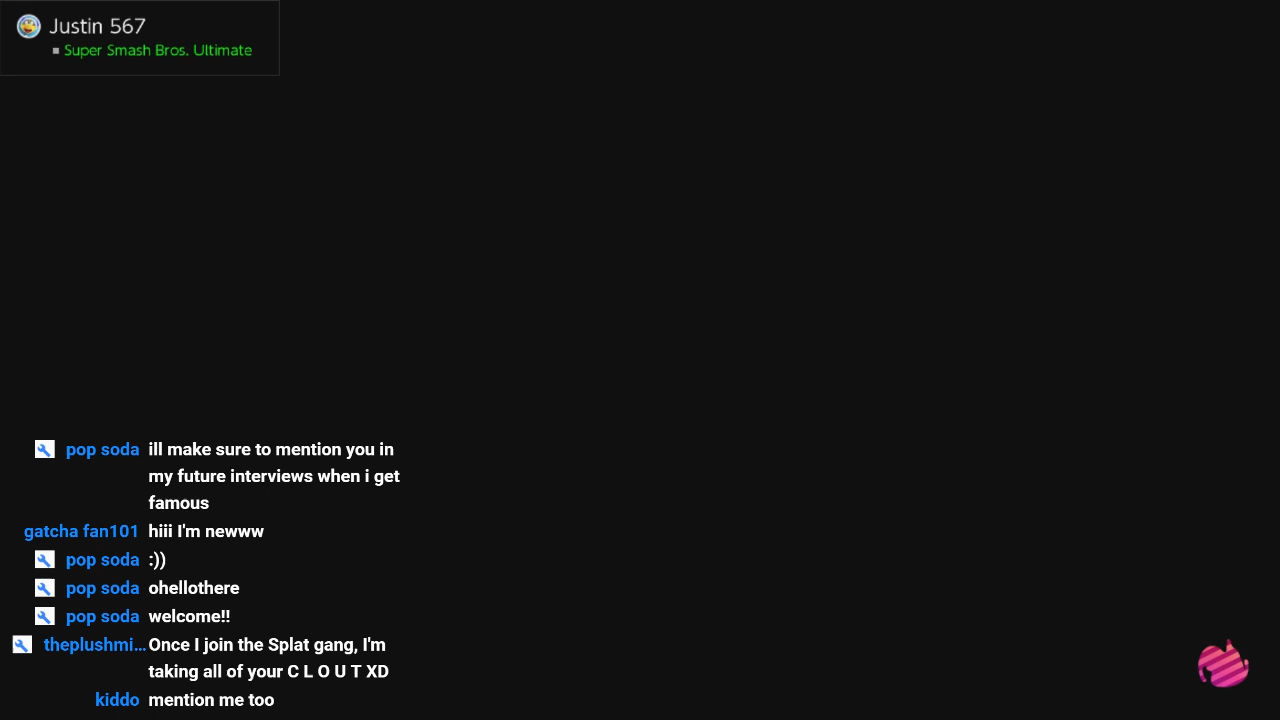 Justin 567
Super Smash Bros. Ultimate
pop soda ill make sure to mention you in
my future interviews when i get
famous
gatcha fan101 hiii I'm newww
pop soda :))
pop soda ohellothere
pop soda welcome!!
theplushmi... Once I join the Splat gang, I'm
taking all of your C L O U T XD
kiddo mention me too